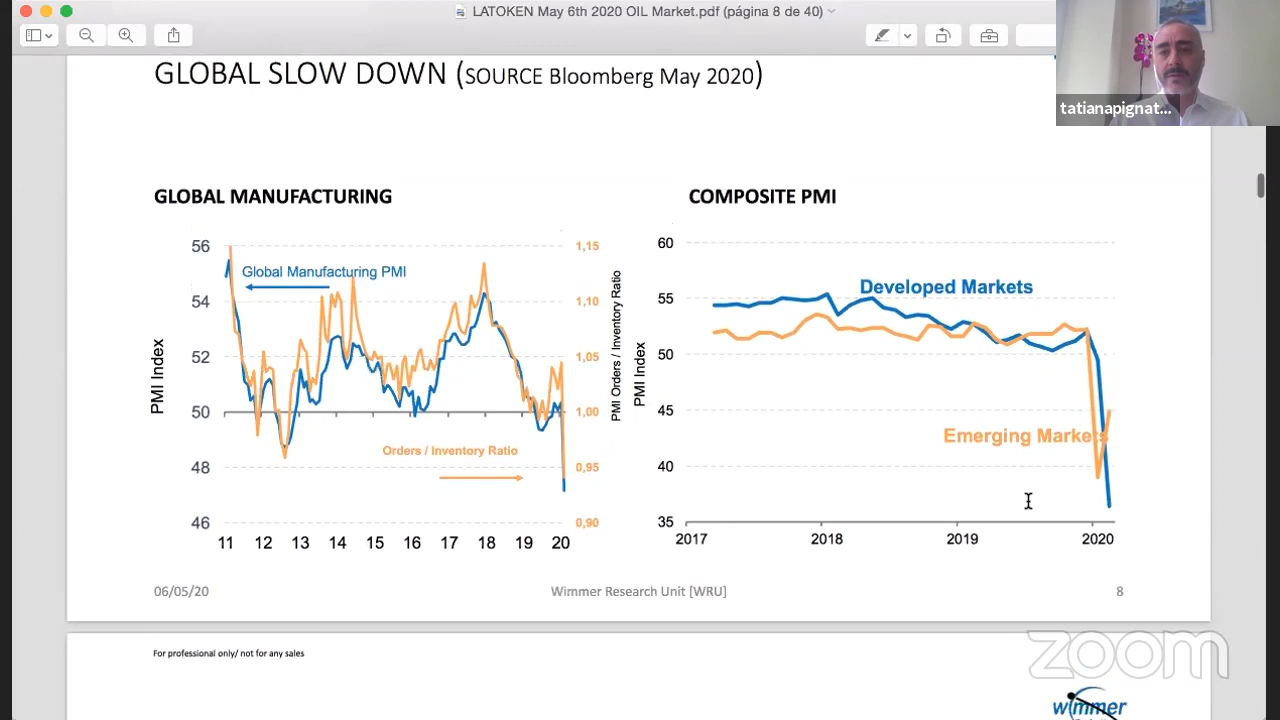 LATOKEN May 6th 2020 OIL Market.pdf (página 8 de 40)
tatianapignat...
GLOBAL SLOW DOWN (SOURCE Bloomberg May 2020)
GLOBAL MANUFACTURING
COMPOSITE PMI
56
54
52
50
48
46
PMI Index
Global Manufacturing PMI
Orders / Inventory Ratio
1,15
1,10
1,05
1,00
0,95
0,90
PMI Orders / Inventory Ratio
11 12 13 14 15 16 17 18 19 20
PMI Index
60
55
50
45
40
35
Developed Markets
Emerging Markets
2017 2018 2019 2020
06/05/20
Wimmer Research Unit [WRU]
8
For professional only/ not for any sales
zoom
wimmer